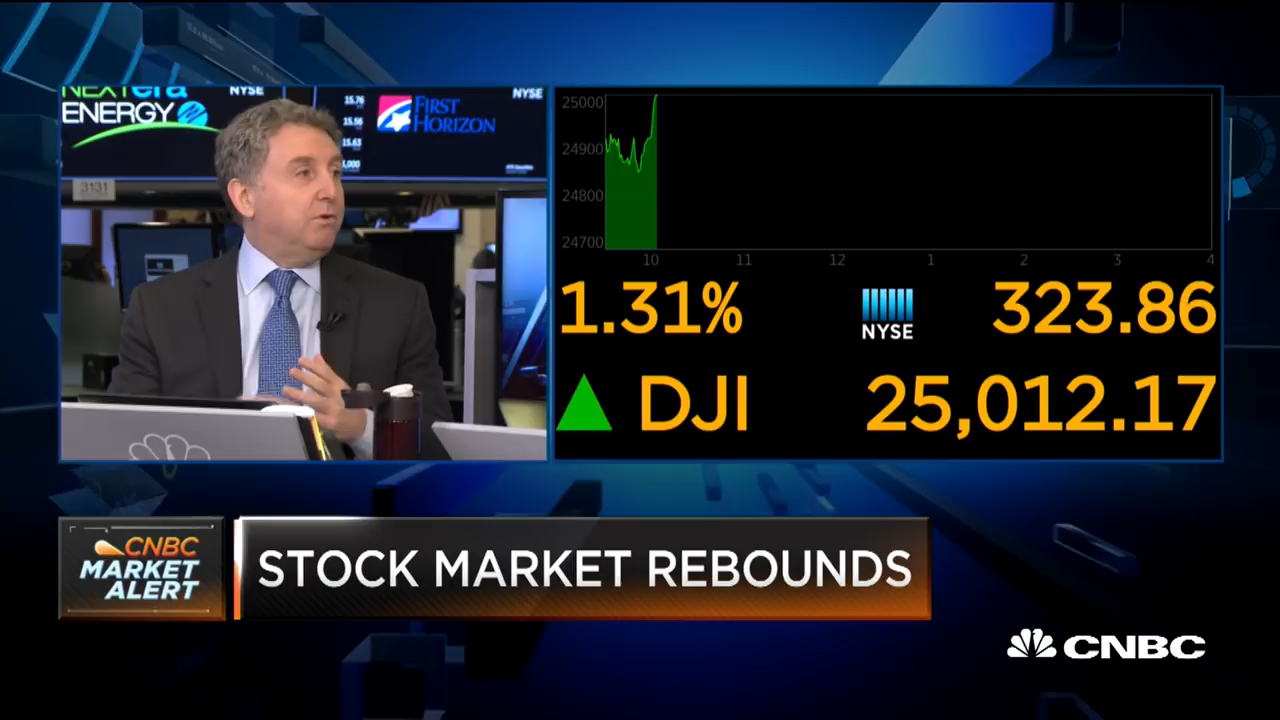 NEXTera
ENERGY
NYSE
15.76
15.56
15.63
,000
FIRST
HORIZON
NYSE
3131
25000
24900
24800
24700
10 11 12 1 2 3 4
1.31% NYSE 323.86
DJI 25,012.17
CNBC
MARKET
ALERT
STOCK MARKET REBOUNDS
CNBC